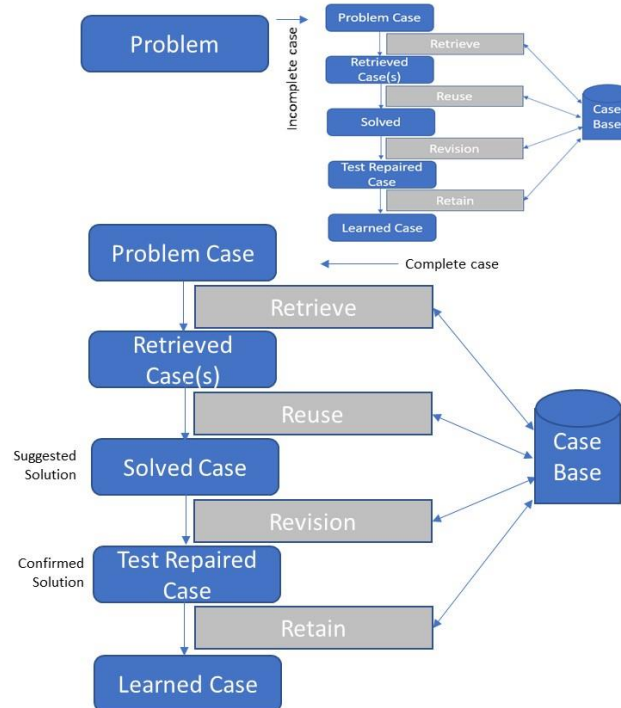 Problem
Incomplete case
Problem Case
Retrieve
Retrieved
Case(s)
Reuse
Solved
Revision
Test Repaired
Case
Retain
Learned Case
Case
Base
Complete case
Problem Case
Retrieve
Retrieved
Case(s)
Reuse
Suggested
Solution
Solved Case
Revision
Confirmed
Solution
Test Repaired
Case
Retain
Learned Case
Case
Base